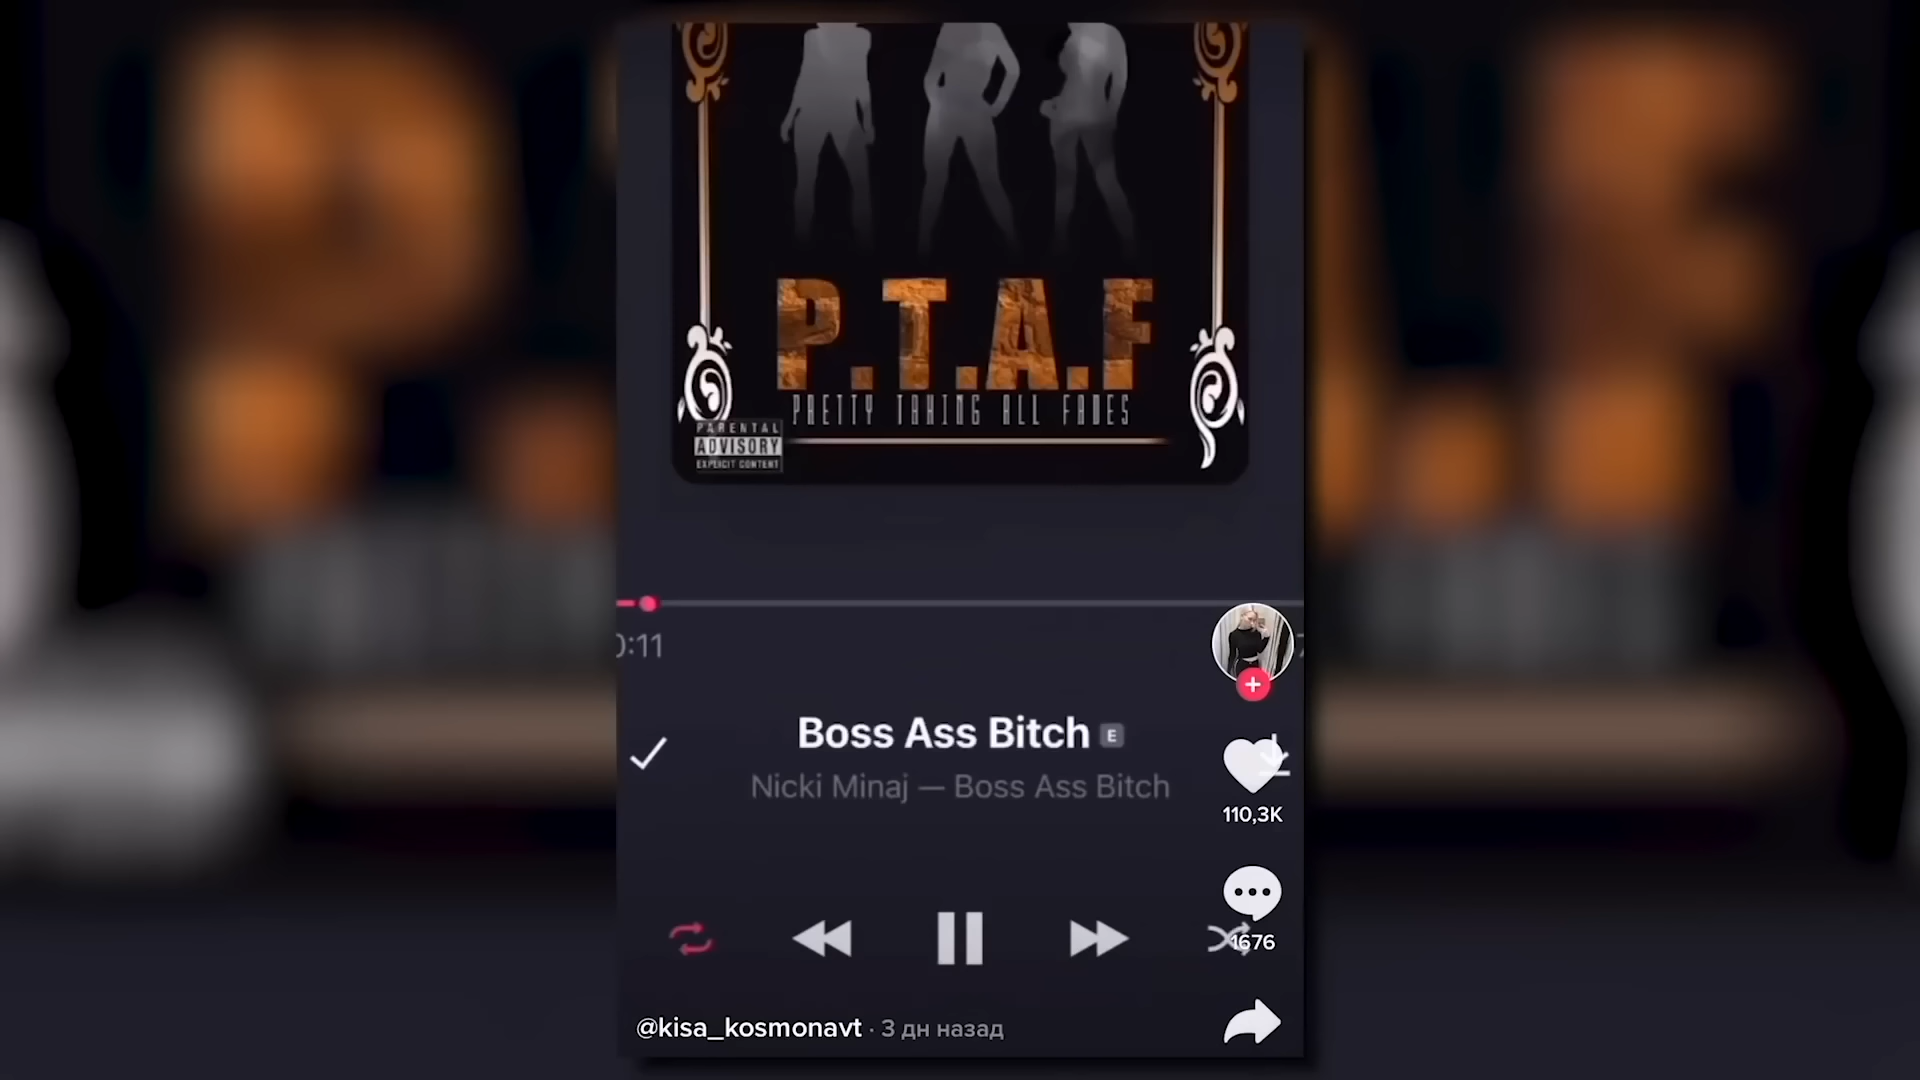 P.T.A.F
PRETTY TAKING ALL FADES
PARENTAL
ADVISORY
EXPLICIT CONTENT
0:11
Boss Ass Bitch E
Nicki Minaj — Boss Ass Bitch
110,3K
1676
@kisa_kosmonavt · 3 дн назад